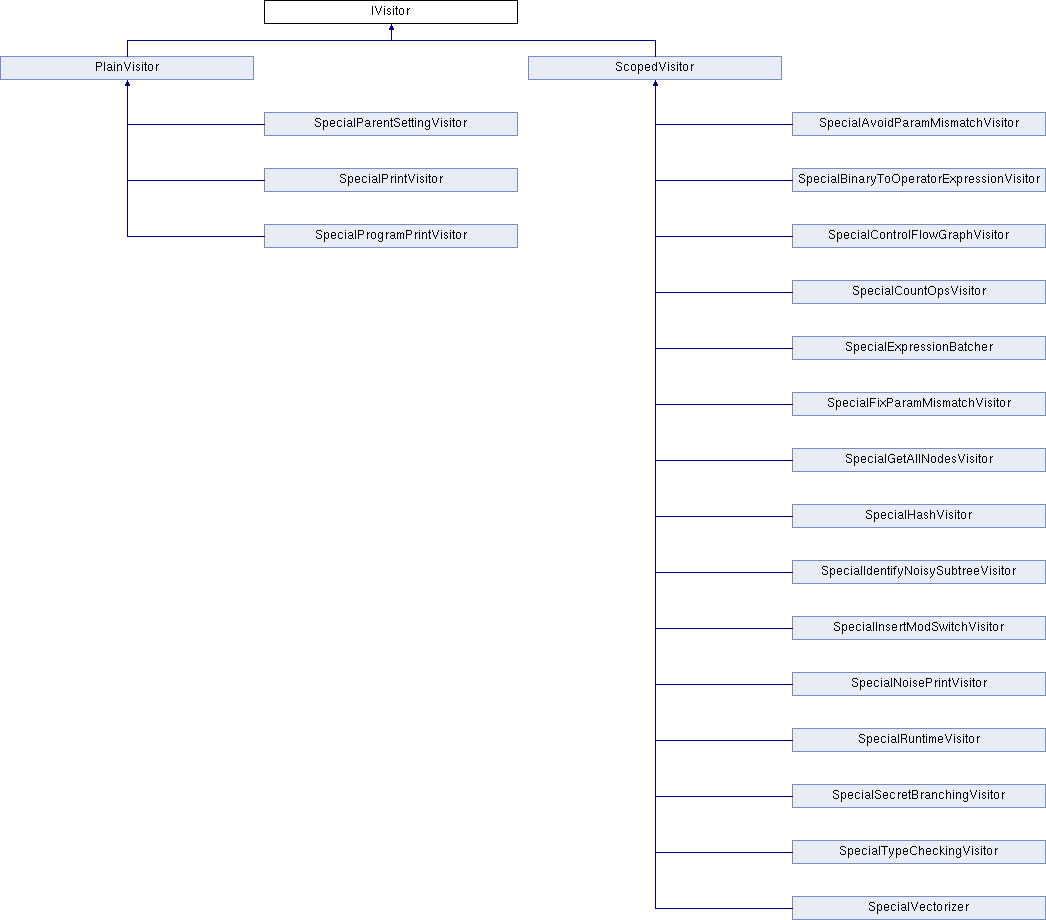 IVisitor
PlainVisitor
ScopedVisitor
SpecialParentSettingVisitor
SpecialPrintVisitor
SpecialProgramPrintVisitor
SpecialAvoidParamMismatchVisitor
SpecialBinaryToOperatorExpressionVisitor
SpecialControlFlowGraphVisitor
SpecialCountOpsVisitor
SpecialExpressionBatcher
SpecialFixParamMismatchVisitor
SpecialGetAllNodesVisitor
SpecialHashVisitor
SpecialIdentifyNoisySubtreeVisitor
SpecialInsertModSwitchVisitor
SpecialNoisePrintVisitor
SpecialRuntimeVisitor
SpecialSecretBranchingVisitor
SpecialTypeCheckingVisitor
SpecialVectorizer